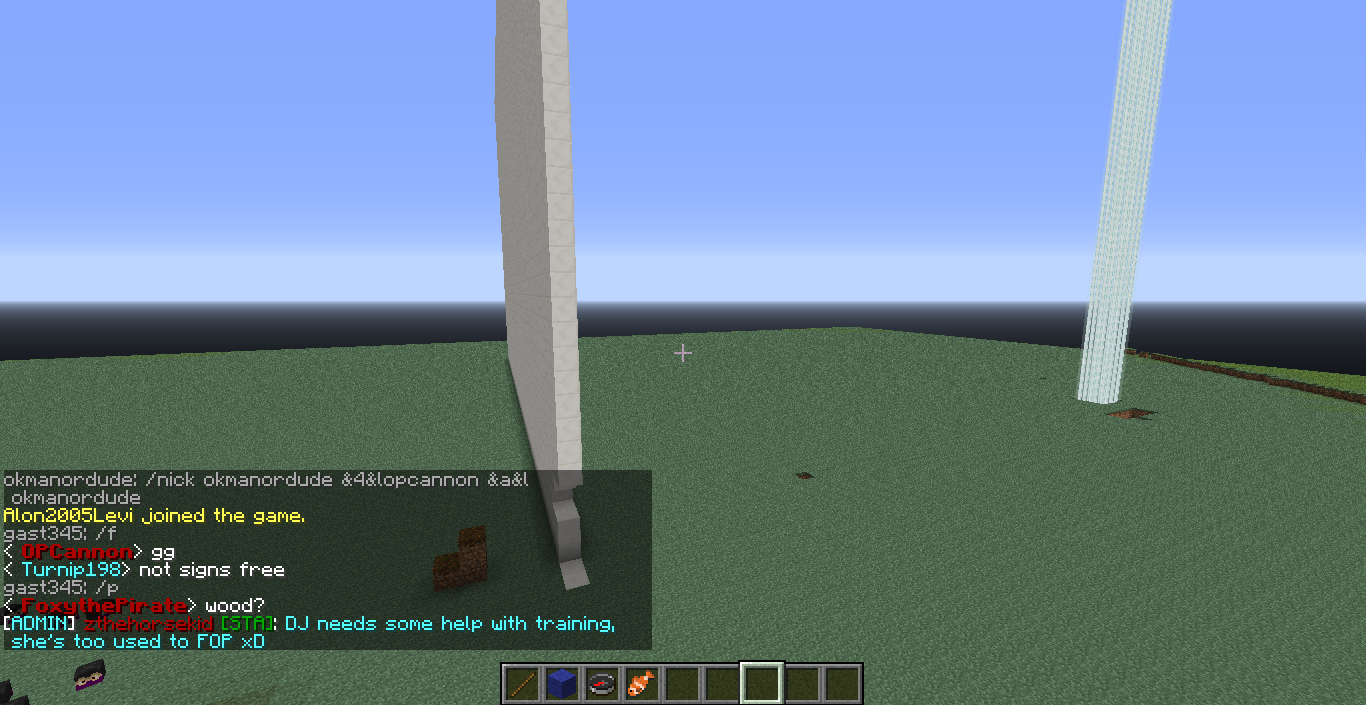 okmanordude: /nick okmanordude &4&lopcannon &a&l
okmanordude
Alon2005Levi joined the game.
gast345: /f
< OPCannon> gg
< Turnip198> not signs free
gast345: /p
< FoxythePirate> wood?
[ADMIN] zthehorsekid [STA]: DJ needs some help with training,
she's too used to FOP xD